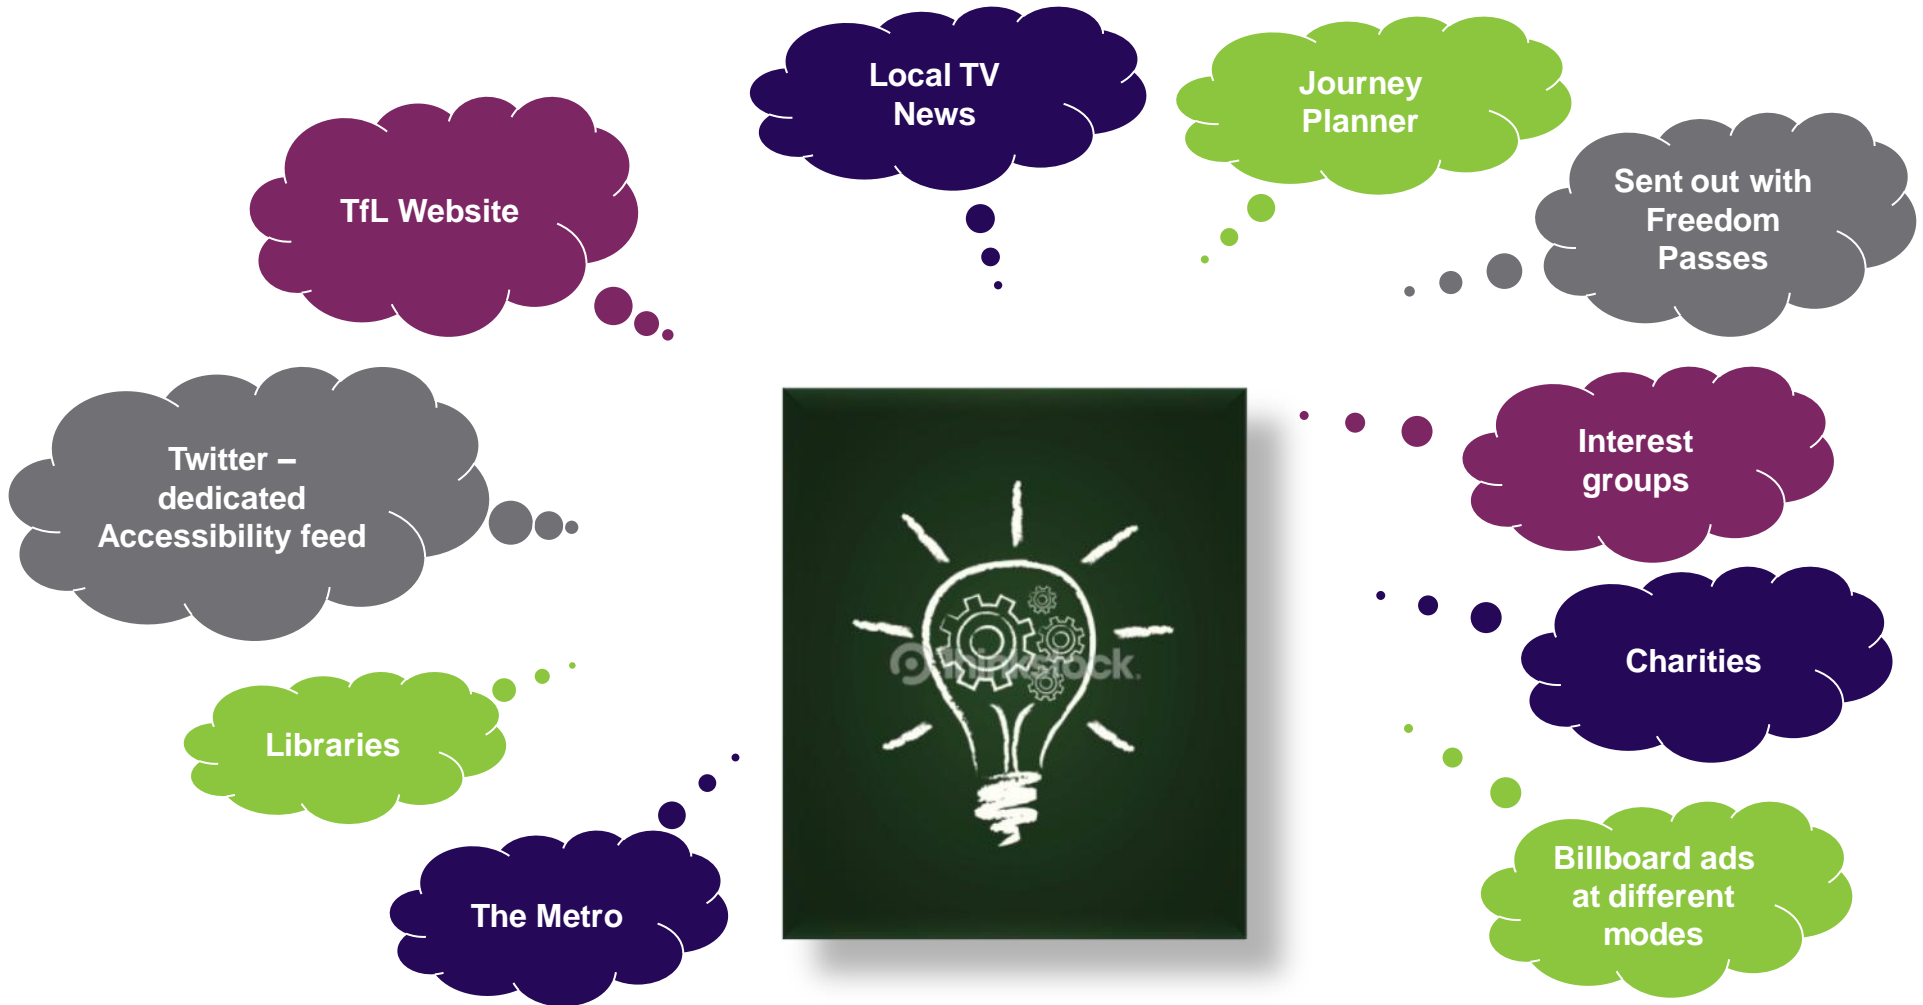 Local TV
News
Journey
Planner
TfL Website
Sent out with
Freedom
Passes
Twitter –
dedicated
Accessibility feed
Interest
groups
Charities
Libraries
The Metro
Billboard ads
at different
modes
thinkstock.